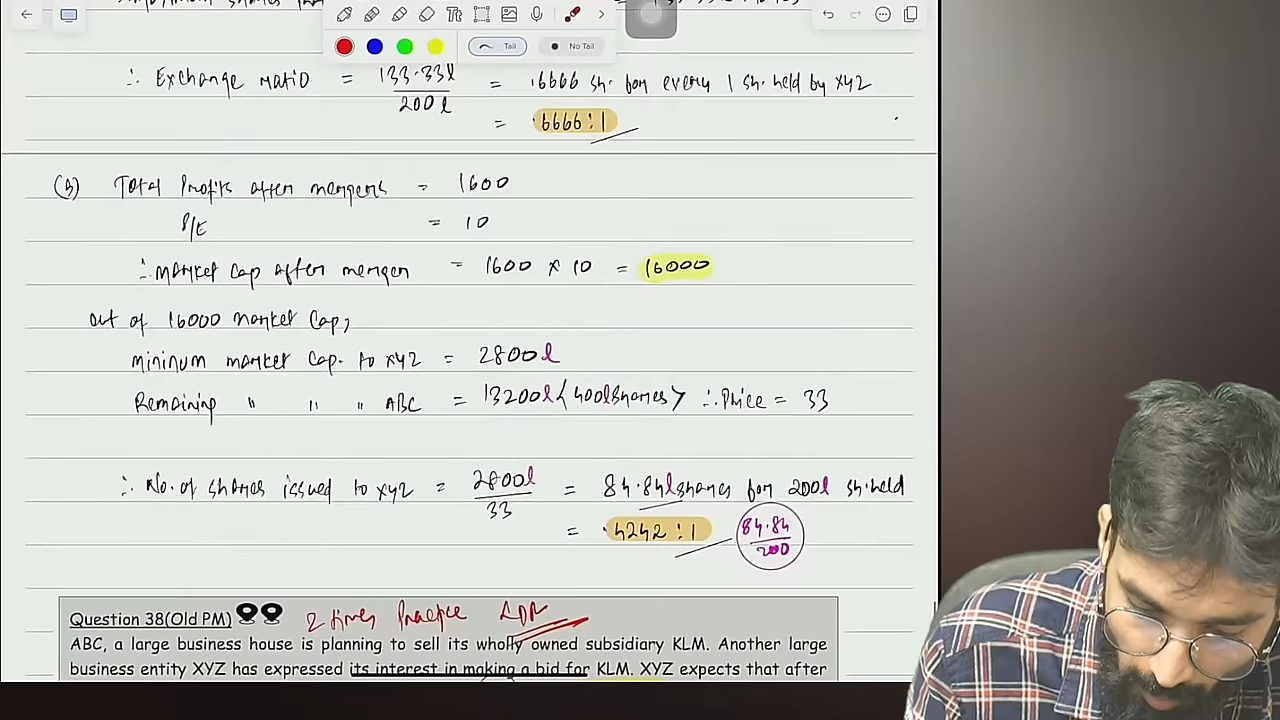 Tail No Tail
∴ Exchange ratio = 133.33l / 200l = .6666 sh. for every 1 sh. held by XYZ
= .6666:1
Total Profits after mergers = 1600
P/E = 10
∴ Market Cap after merger = 1600 × 10 = 16000
Out of 16000 Market Cap,
minimum market Cap. to XYZ = 2800l
Remaining " " " ABC = 13200l <400l shares> ∴ Price = 33
∴ No. of shares issued to XYZ = 2800l / 33 = 84.84l shares for 200l sh. held
= .4242:1 84.84 / 200
Question 38(Old PM) 2 times Practice
ABC, a large business house is planning to sell its wholly owned subsidiary KLM. Another large
business entity XYZ has expressed its interest in making a bid for KLM. XYZ expects that after